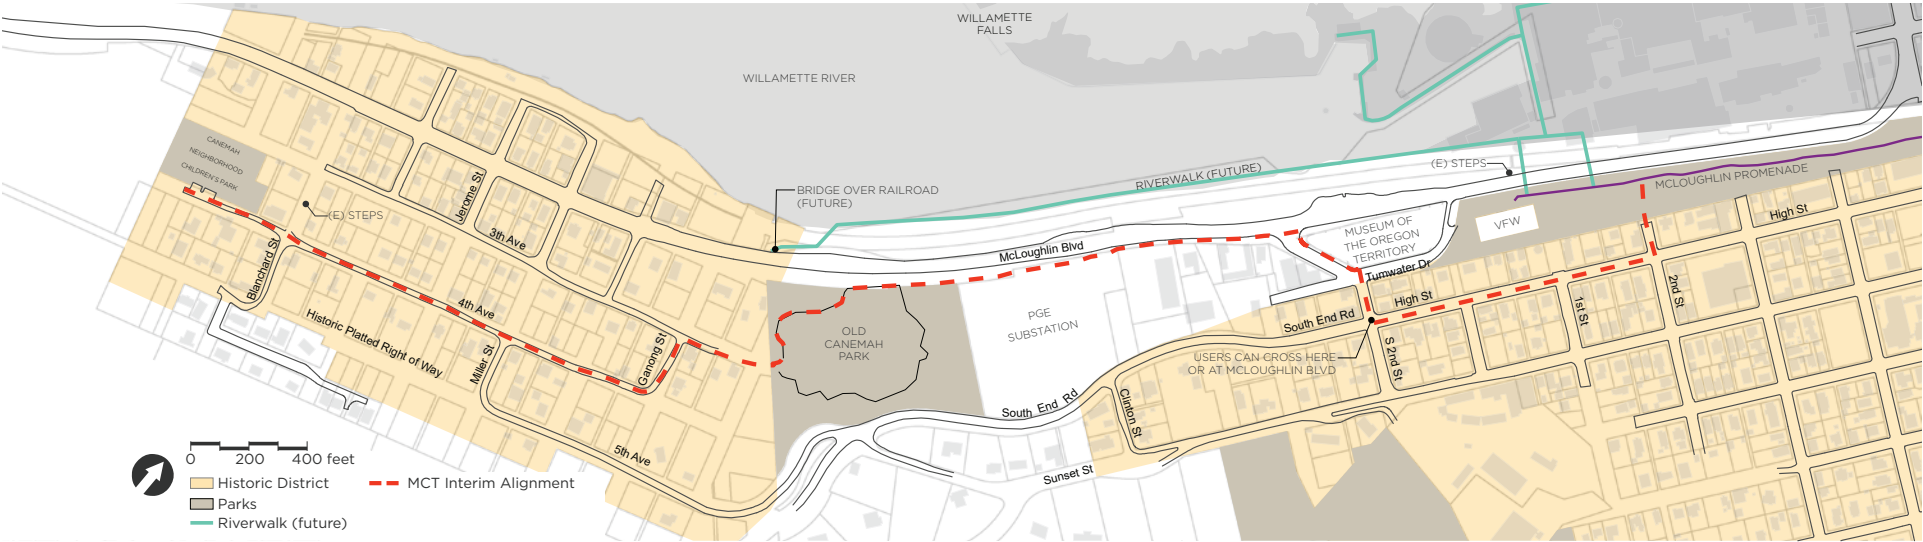 WILLAMETTE
FALLS
WILLAMETTE RIVER
CANEMAH
NEIGHBORHOOD
CHILDREN'S PARK
(E) STEPS
Jerome St
3th Ave
BRIDGE OVER RAILROAD
(FUTURE)
RIVERWALK (FUTURE)
(E) STEPS
MCLOUGHLIN PROMENADE
VFW
High St
MUSEUM OF
THE OREGON
TERRITORY
McLoughlin Blvd
Tumwater Dr
High St
South End Rd
1st St
2nd St
S 2nd St
USERS CAN CROSS HERE
OR AT MCLOUGHLIN BLVD
Blanchard St
4th Ave
Historic Platted Right of Way
Miller St
Ganong St
OLD
CANEMAH
PARK
PGE
SUBSTATION
South End Rd
Clinton St
Sunset St
5th Ave
0 200 400 feet
Historic District
MCT Interim Alignment
Parks
Riverwalk (future)